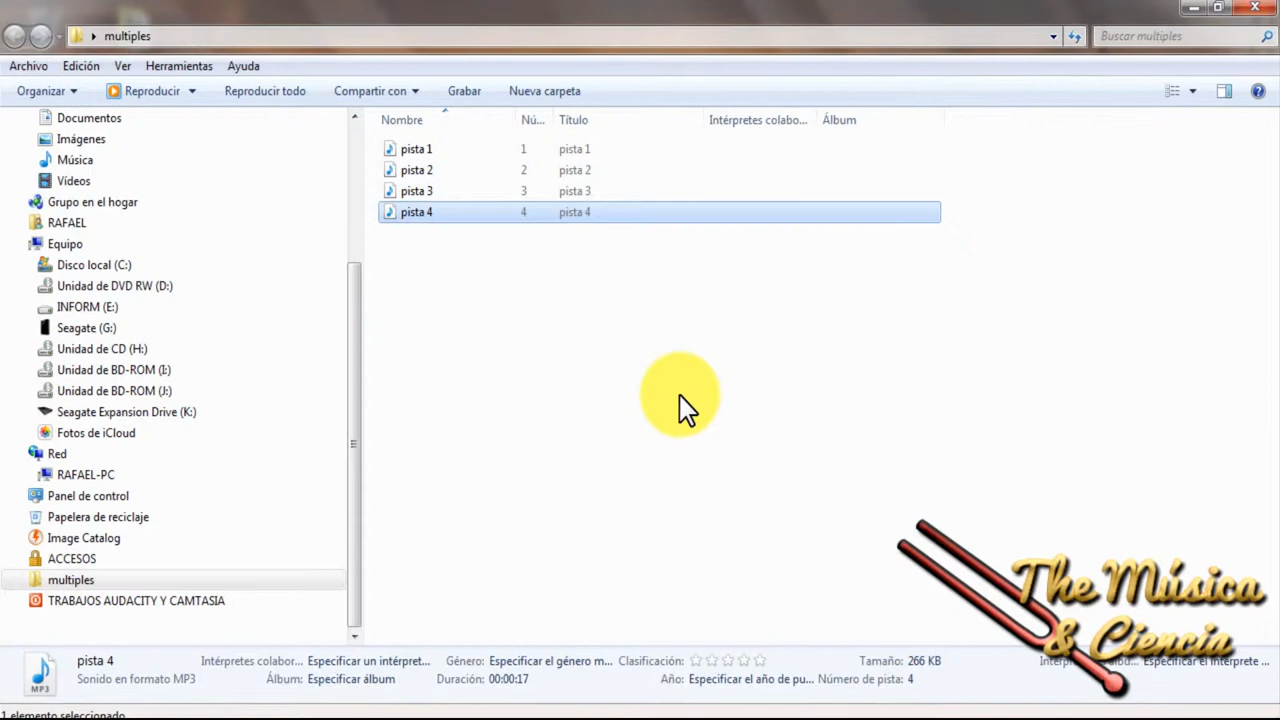 multiples
Buscar multiples
Archivo Edición Ver Herramientas Ayuda
Organizar Reproducir Reproducir todo Compartir con Grabar Nueva carpeta
Nombre Nú... Título Intérpretes colabo... Álbum
pista 1 1 pista 1
pista 2 2 pista 2
pista 3 3 pista 3
pista 4 4 pista 4
Documentos
Imágenes
Música
Vídeos
Grupo en el hogar
RAFAEL
Equipo
Disco local (C:)
Unidad de DVD RW (D:)
INFORM (E:)
Seagate (G:)
Unidad de CD (H:)
Unidad de BD-ROM (I:)
Unidad de BD-ROM (J:)
Seagate Expansion Drive (K:)
Fotos de iCloud
Red
RAFAEL-PC
Panel de control
Papelera de reciclaje
Image Catalog
ACCESOS
multiples
TRABAJOS AUDACITY Y CAMTASIA
The Música
& Ciencia
pista 4 Intérpretes colabor... Especificar un intérpret... Género: Especificar el género m... Clasificación: Tamaño: 266 KB Especificar el intérprete ...
Sonido en formato MP3 Álbum: Especificar álbum Duración: 00:00:17 Año: Especificar el año de pu... Número de pista: 4
MP3
1 elemento seleccionado